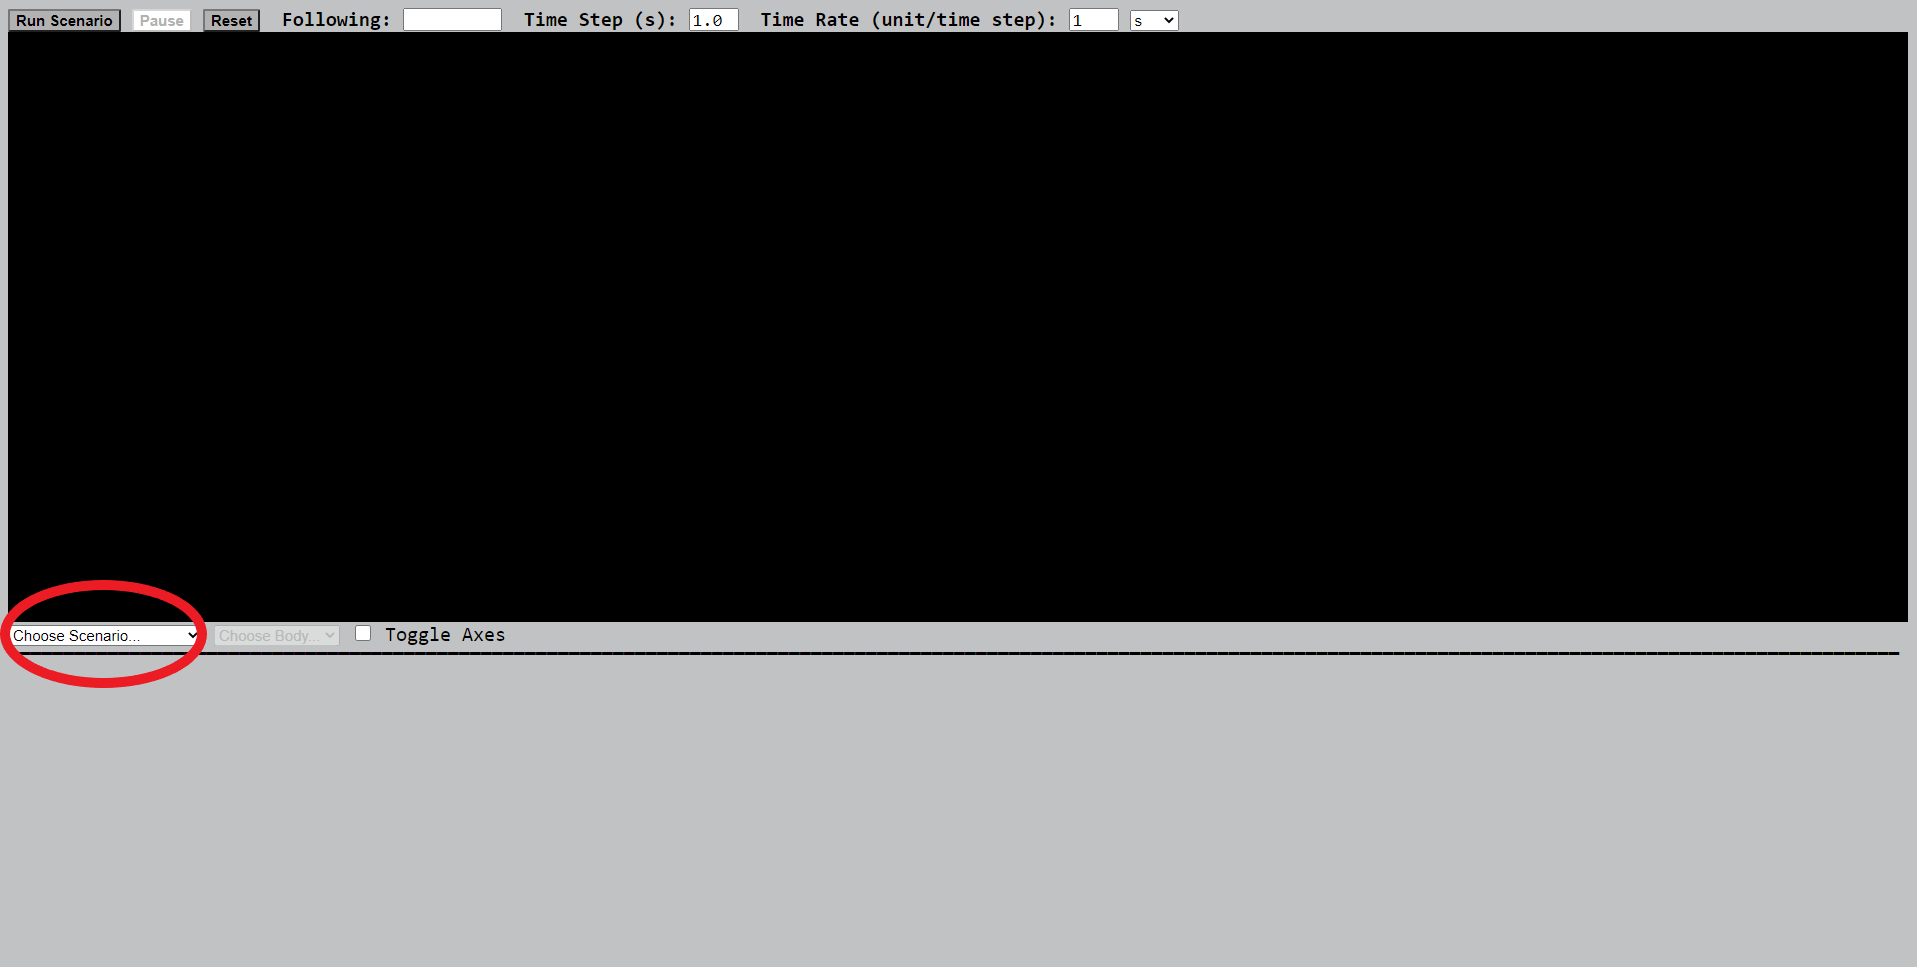 Run Scenario Pause Reset Following: Time Step (s): 1.0 Time Rate (unit/time step): 1 s
Choose Scenario... Choose Body... Toggle Axes